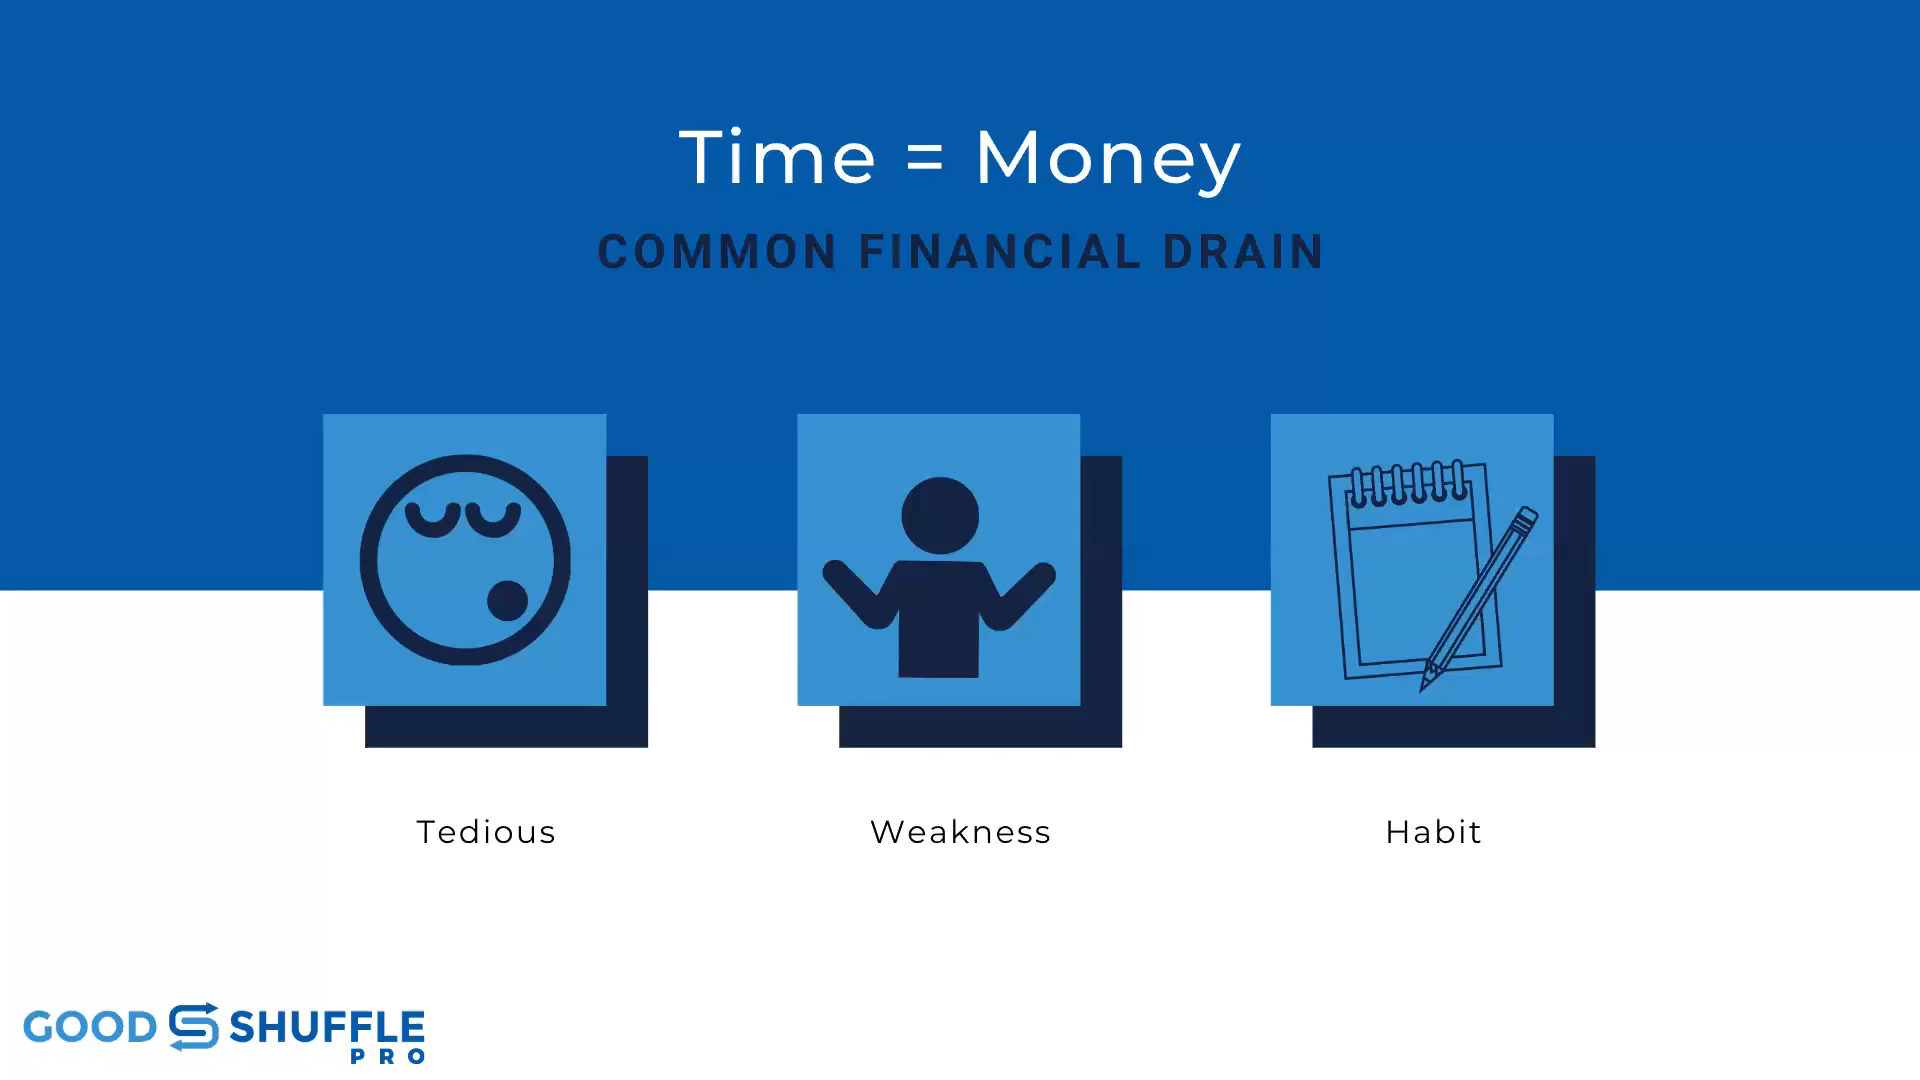 Time = Money
COMMON FINANCIAL DRAIN
Tedious
Weakness
Habit
GOOD SHUFFLE
PRO